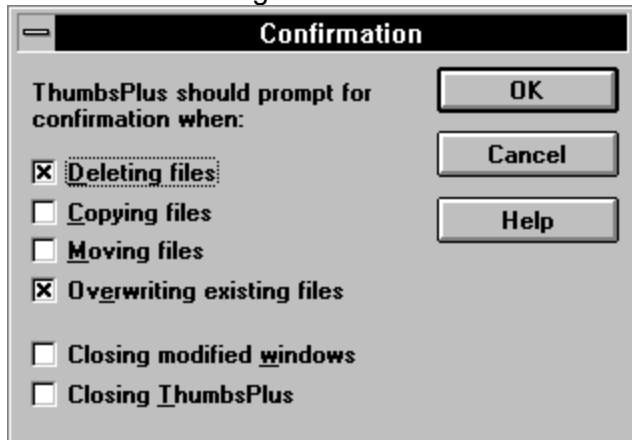 Confirmation
ThumbsPlus should prompt for
confirmation when:
Deleting files
Copying files
Moving files
Overwriting existing files
Closing modified windows
Closing ThumbsPlus
OK
Cancel
Help